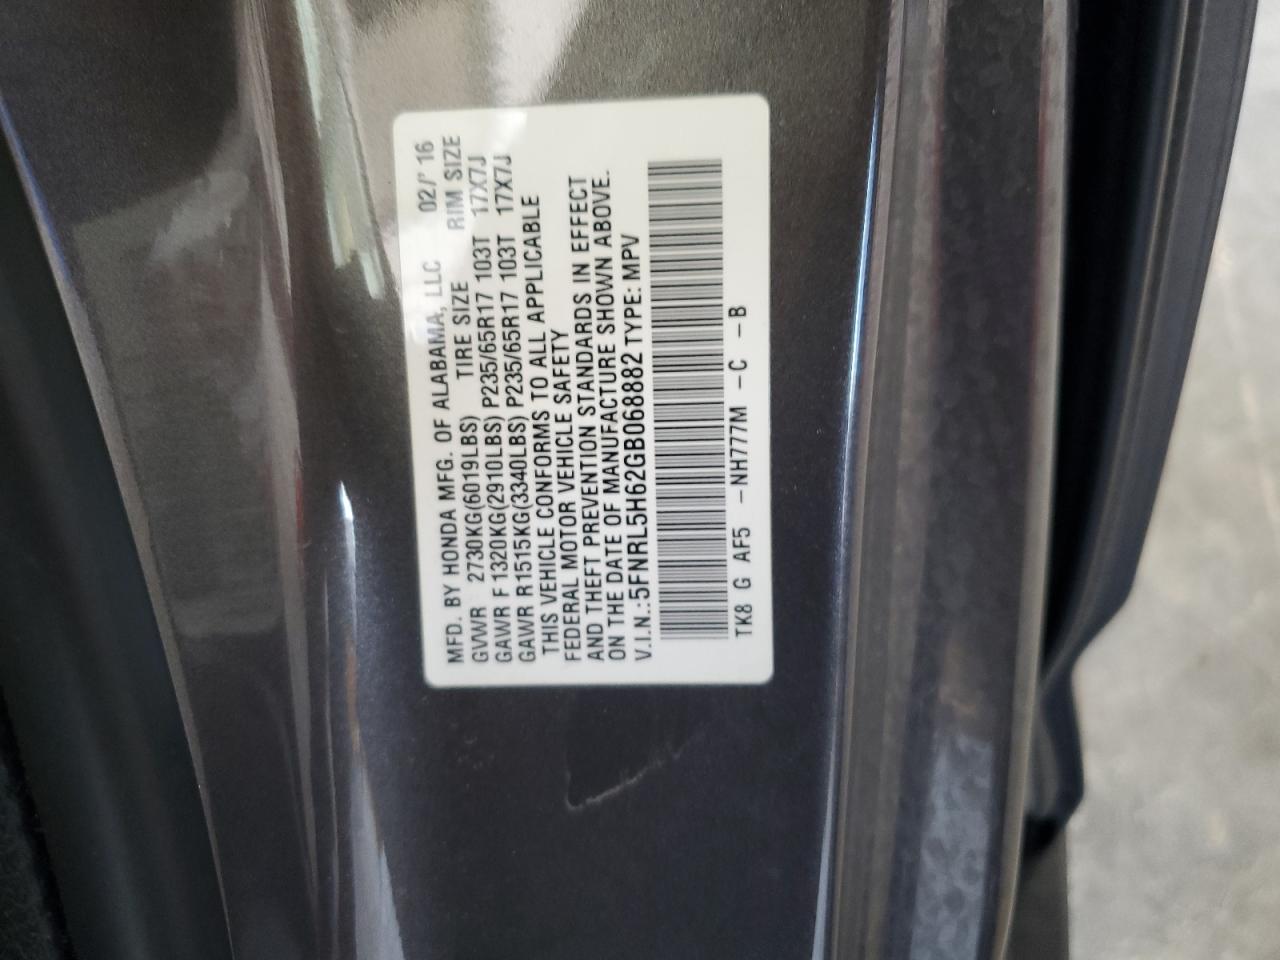 MFD. BY HONDA MFG. OF ALABAMA, LLC 02/'16
GVWR 2730KG(6019LBS) TIRE SIZE RIM SIZE
GAWR F 1320KG(2910LBS) P235/65R17 103T 17X7J
GAWR R1515KG(3340LBS) P235/65R17 103T 17X7J
THIS VEHICLE CONFORMS TO ALL APPLICABLE
FEDERAL MOTOR VEHICLE SAFETY
AND THEFT PREVENTION STANDARDS IN EFFECT
ON THE DATE OF MANUFACTURE SHOWN ABOVE.
V.I.N.:5FNRL5H62GB068882 TYPE: MPV
TK8 G AF5 -NH777M -C -B